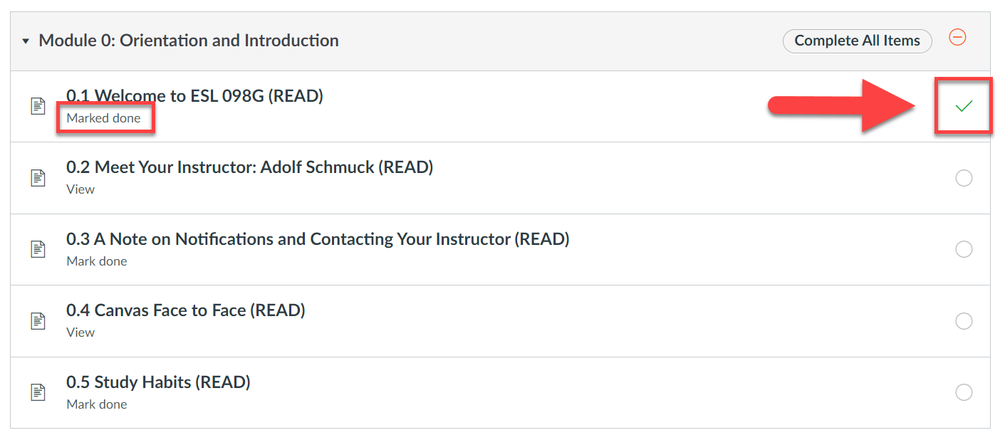 Module 0: Orientation and Introduction
Complete All Items
0.1 Welcome to ESL 098G (READ)
Marked done
0.2 Meet Your Instructor: Adolf Schmuck (READ)
View
0.3 A Note on Notifications and Contacting Your Instructor (READ)
Mark done
0.4 Canvas Face to Face (READ)
View
0.5 Study Habits (READ)
Mark done